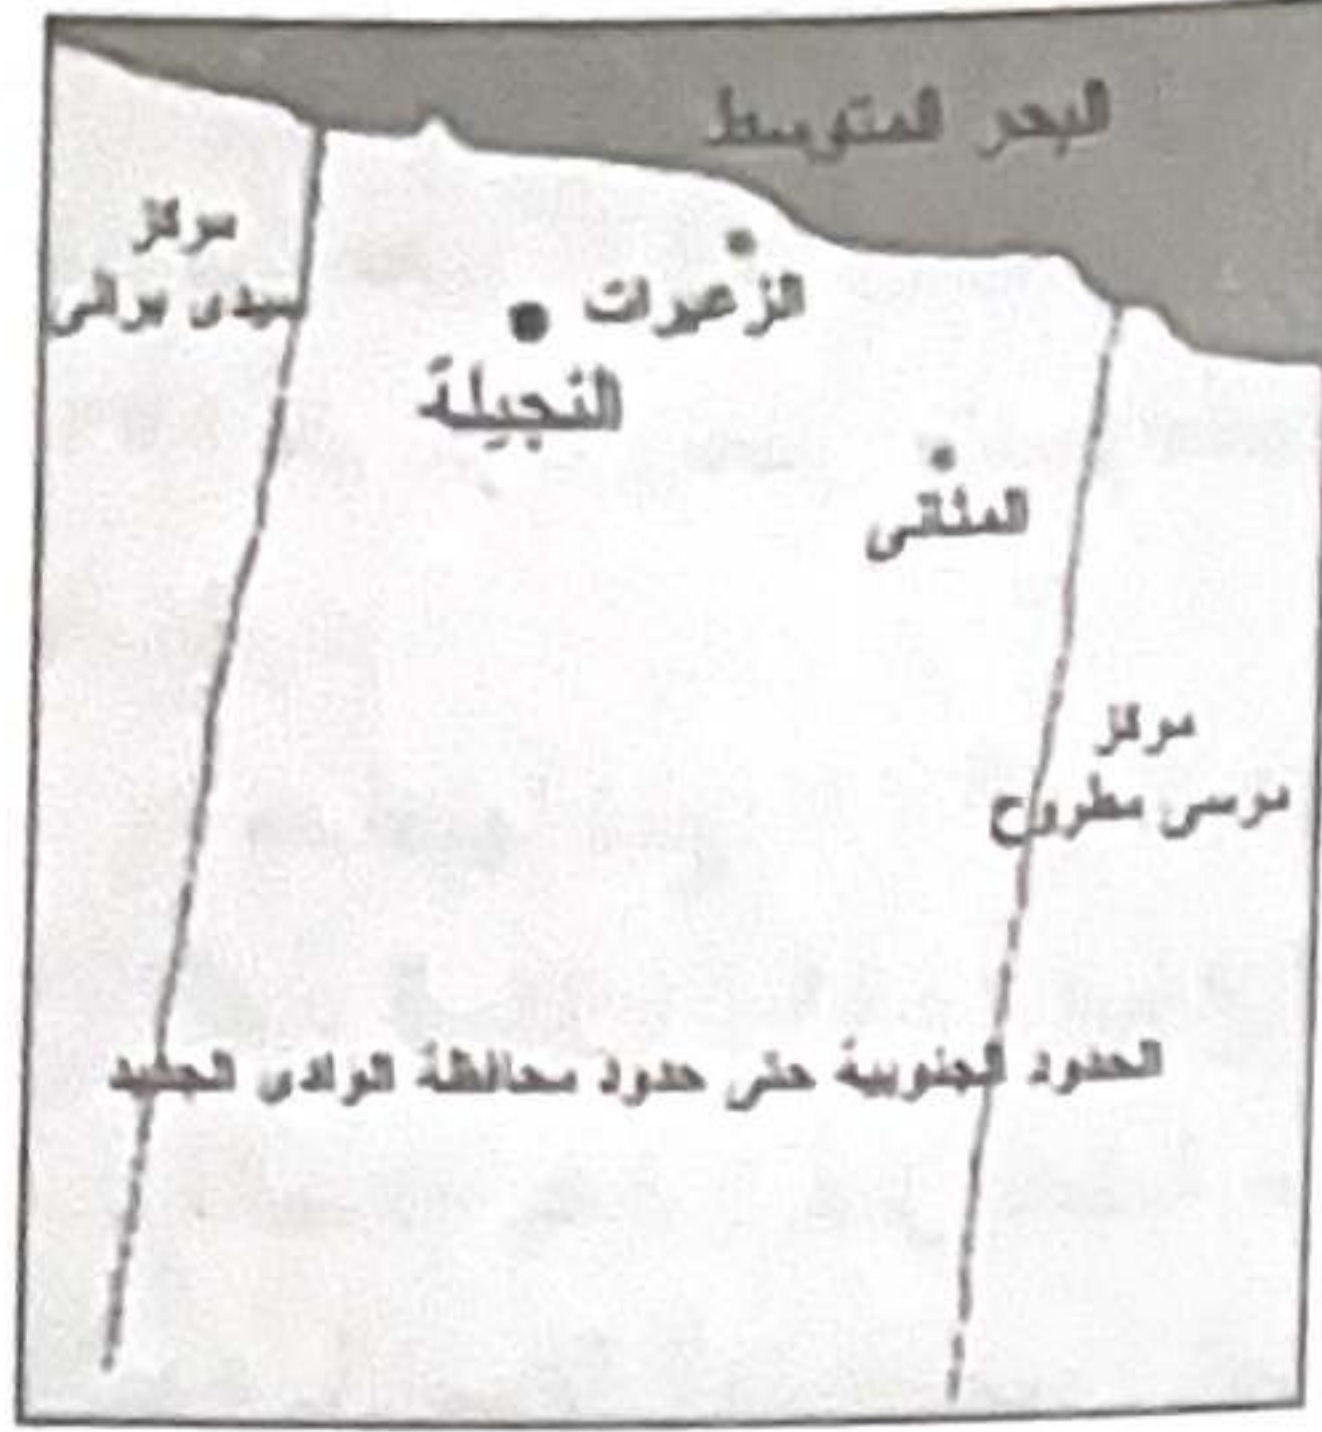 البحر المتوسط
مركز
سيدى برانى
الزعيرات
النجيلة
المثانى
مركز
مرسى مطروح
الحدود الجنوبية حتى حدود محافظة الوادى الجديد